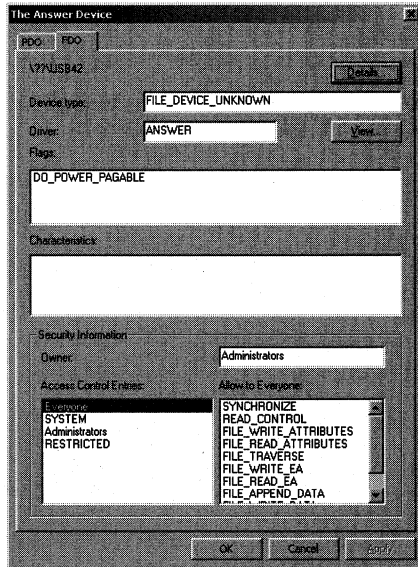 The Answer Device
PDO FDO
\??\USB42
Details...
Device type: FILE_DEVICE_UNKNOWN
Driver: ANSWER View...
Flags:
DO_POWER_PAGABLE
Characteristics:
Security Information
Owner: Administrators
Access Control Entries: Allow to Everyone:
Everyone
SYSTEM
Administrators
RESTRICTED
SYNCHRONIZE
READ_CONTROL
FILE_WRITE_ATTRIBUTES
FILE_READ_ATTRIBUTES
FILE_TRAVERSE
FILE_WRITE_EA
FILE_READ_EA
FILE_APPEND_DATA
OK Cancel Apply